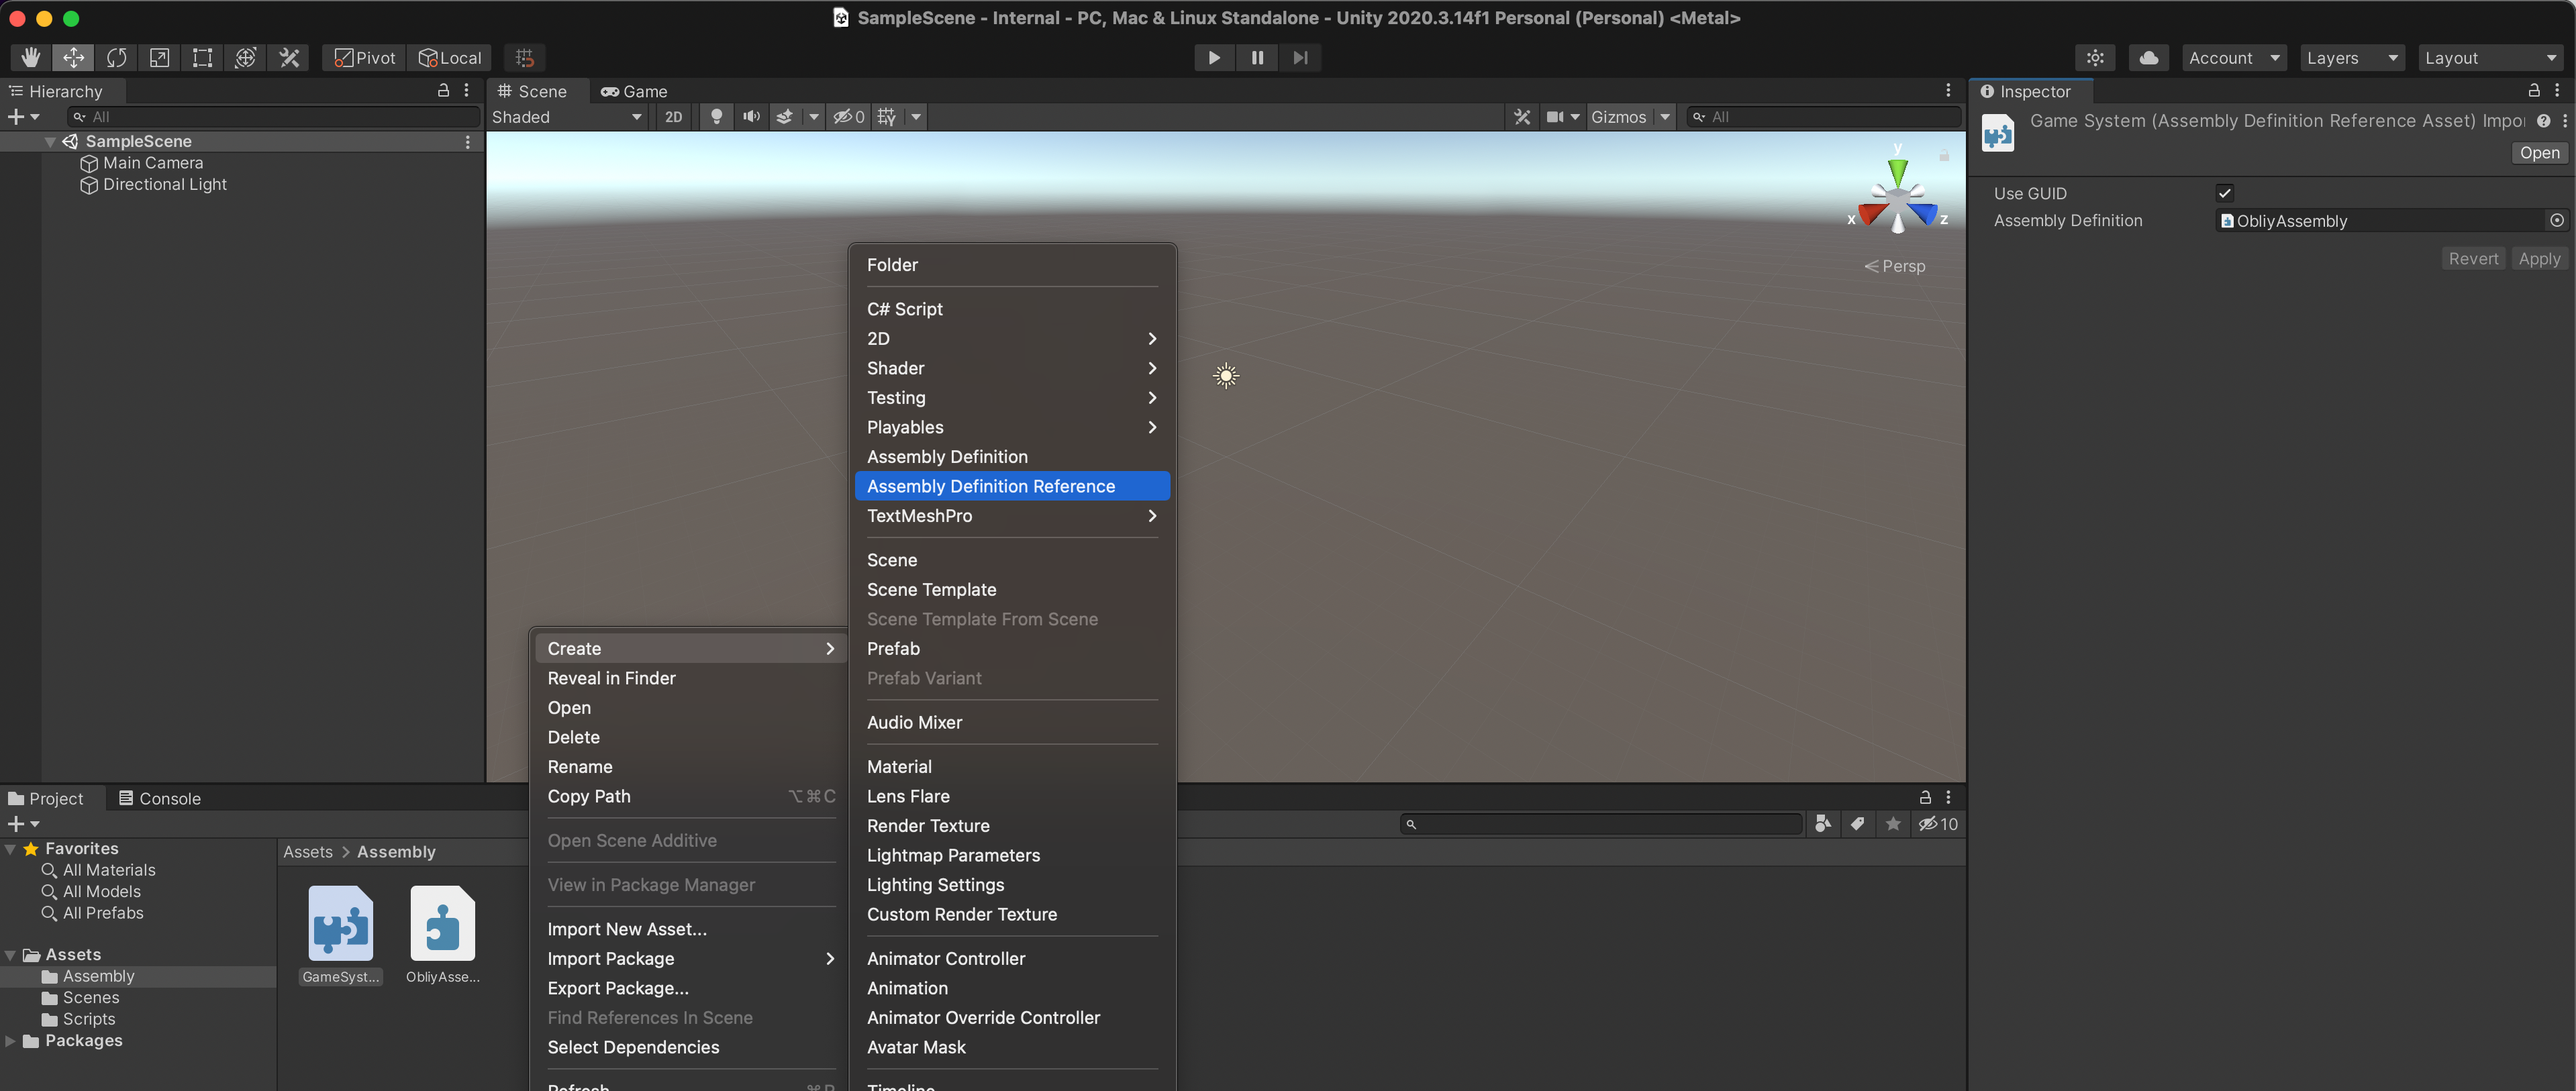 SampleScene - Internal - PC, Mac & Linux Standalone - Unity 2020.3.14f1 Personal (Personal) <Metal>
Pivot
Local
Account
Layers
Layout
Hierarchy
All
SampleScene
Main Camera
Directional Light
Scene
Game
Shaded
2D
0
Gizmos
All
y
x
z
Persp
Inspector
Game System (Assembly Definition Reference Asset) Impo
Open
Use GUID
Assembly Definition
ObliyAssembly
Revert
Apply
Folder
C# Script
2D
Shader
Testing
Playables
Assembly Definition
Assembly Definition Reference
TextMeshPro
Scene
Scene Template
Scene Template From Scene
Prefab
Prefab Variant
Audio Mixer
Material
Lens Flare
Render Texture
Lightmap Parameters
Lighting Settings
Custom Render Texture
Animator Controller
Animation
Animator Override Controller
Avatar Mask
Timeline
Create
Reveal in Finder
Open
Delete
Rename
Copy Path ⌥⌘C
Open Scene Additive
View in Package Manager
Import New Asset...
Import Package
Export Package...
Find References In Scene
Select Dependencies
Refresh ⌘R
Project
Console
10
Favorites
All Materials
All Models
All Prefabs
Assets
Assembly
Scenes
Scripts
Packages
Assets > Assembly
GameSyst...
ObliyAsse...